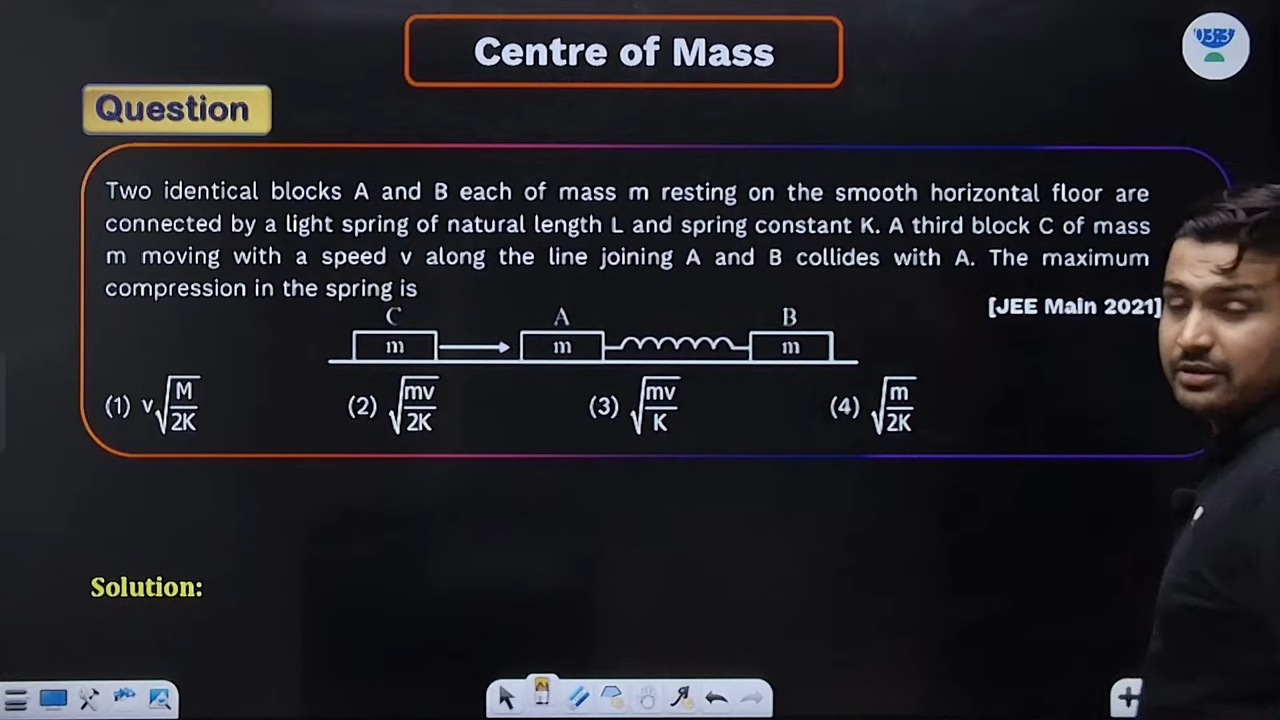 Centre of Mass
Question
Two identical blocks A and B each of mass m resting on the smooth horizontal floor are
connected by a light spring of natural length L and spring constant K. A third block C of mass
m moving with a speed v along the line joining A and B collides with A. The maximum
compression in the spring is
[JEE Main 2021]
C A B
m m m
(1) v√(M/2K) (2) √(mv/2K) (3) √(mv/K) (4) √(m/2K)
Solution: